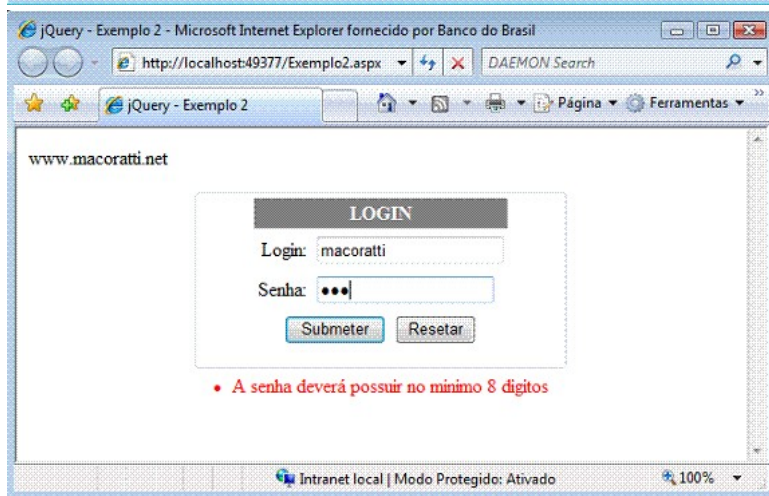 jQuery - Exemplo 2 - Microsoft Internet Explorer fornecido por Banco do Brasil
http://localhost:49377/Exemplo2.aspx
DAEMON Search
jQuery - Exemplo 2
Página
Ferramentas
www.macoratti.net
LOGIN
Login: macoratti
Senha: •••
Submeter Resetar
• A senha deverá possuir no minimo 8 digitos
Intranet local | Modo Protegido: Ativado
100%